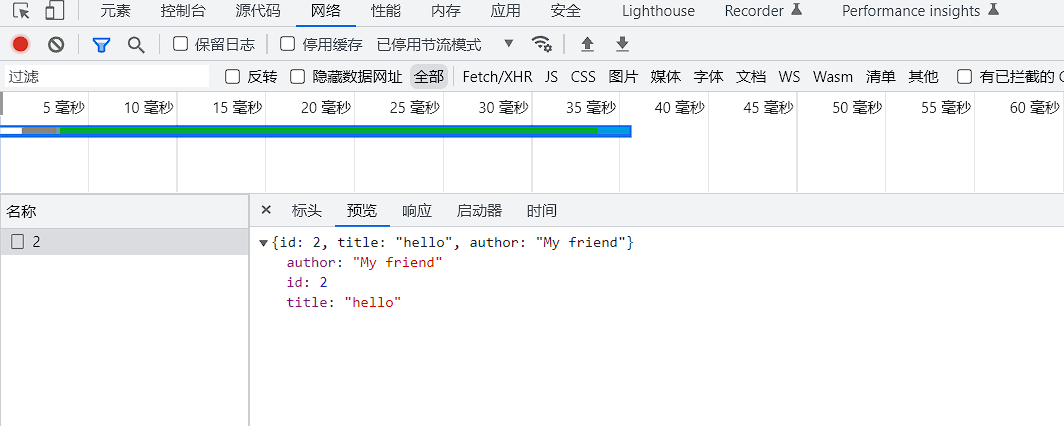 元素 控制台 源代码 网络 性能 内存 应用 安全 Lighthouse Recorder Performance insights
保留日志 停用缓存 已停用节流模式
过滤 反转 隐藏数据网址 全部 Fetch/XHR JS CSS 图片 媒体 字体 文档 WS Wasm 清单 其他 有已拦截的 C
5 毫秒 10 毫秒 15 毫秒 20 毫秒 25 毫秒 30 毫秒 35 毫秒 40 毫秒 45 毫秒 50 毫秒 55 毫秒 60 毫秒
名称 标头 预览 响应 启动器 时间
2 {id: 2, title: "hello", author: "My friend"}
author: "My friend"
id: 2
title: "hello"